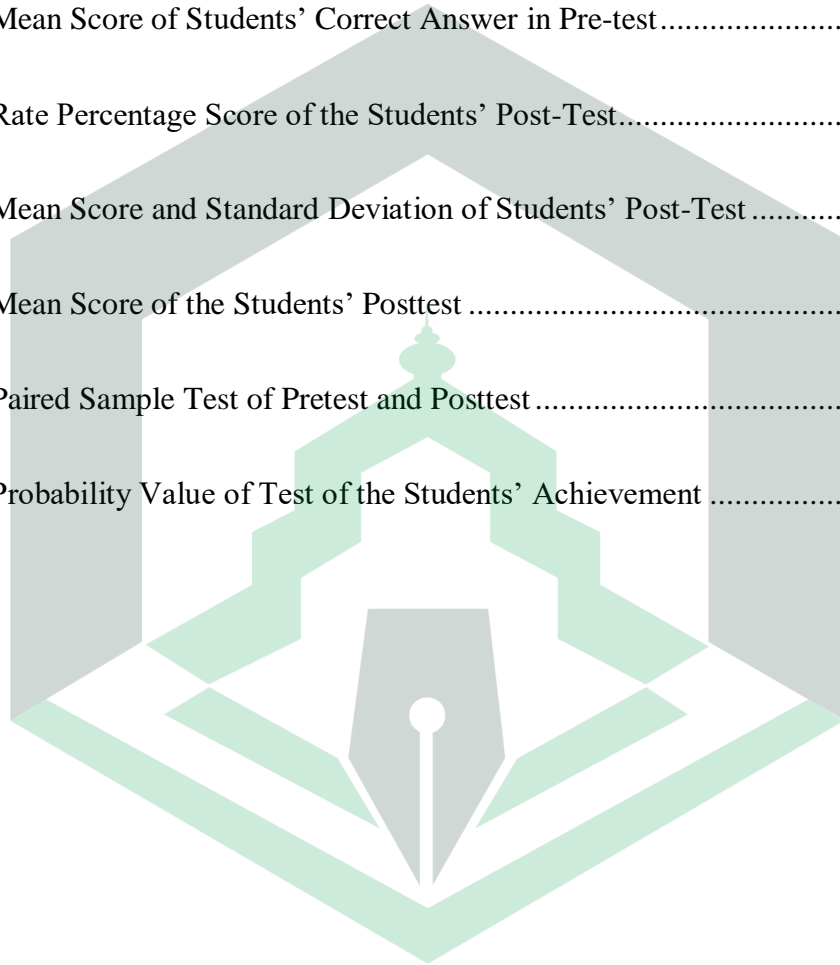 Mean Score of Students’ Correct Answer in Pre-test......................
Rate Percentage Score of the Students’ Post-Test...........................
Mean Score and Standard Deviation of Students’ Post-Test ...........
Mean Score of the Students’ Posttest .............................................
Paired Sample Test of Pretest and Posttest.....................................
Probability Value of Test of the Students’ Achievement ................